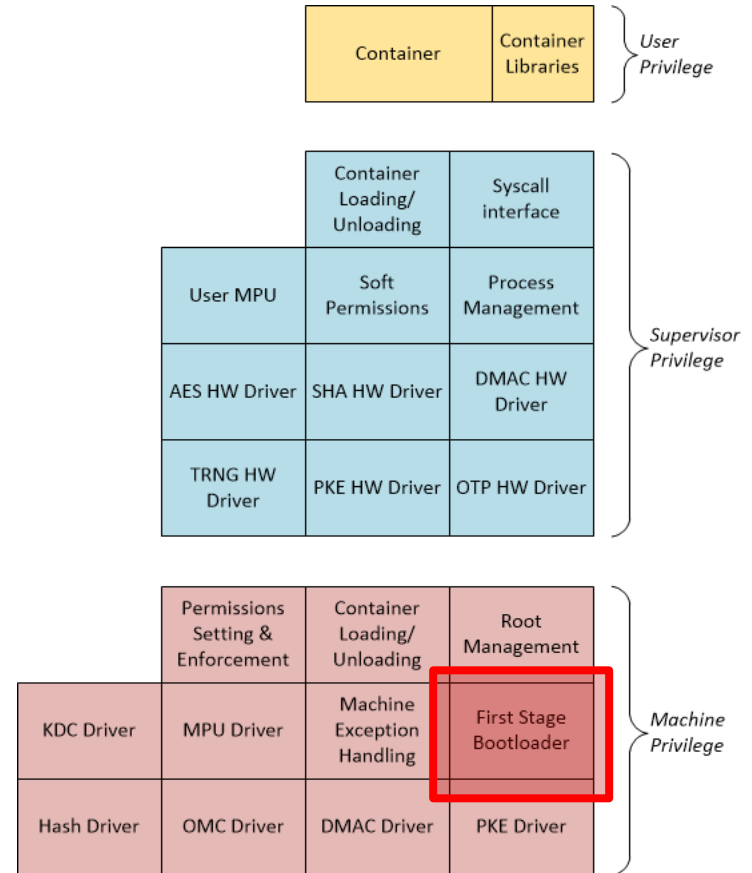 Container
Container
Libraries
User
Privilege
Container
Loading/
Unloading
Syscall
interface
User MPU
Soft
Permissions
Process
Management
Supervisor
Privilege
AES HW Driver
SHA HW Driver
DMAC HW
Driver
TRNG HW
Driver
PKE HW Driver
OTP HW Driver
Permissions
Setting &
Enforcement
Container
Loading/
Unloading
Root
Management
KDC Driver
MPU Driver
Machine
Exception
Handling
First Stage
Bootloader
Machine
Privilege
Hash Driver
OMC Driver
DMAC Driver
PKE Driver